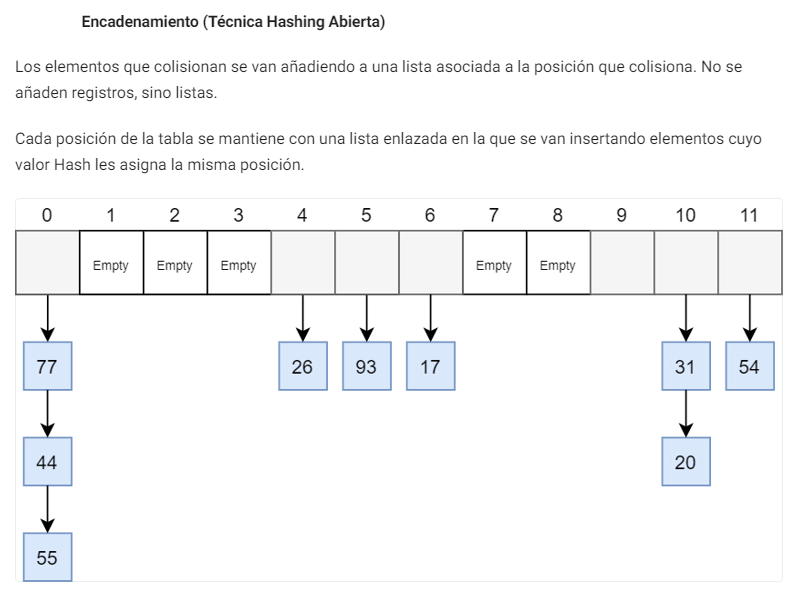 Encadenamiento (Técnica Hashing Abierta)
Los elementos que colisionan se van añadiendo a una lista asociada a la posición que colisiona. No se
añaden registros, sino listas.
Cada posición de la tabla se mantiene con una lista enlazada en la que se van insertando elementos cuyo
valor Hash les asigna la misma posición.
0 1 2 3 4 5 6 7 8 9 10 11
Empty Empty Empty Empty Empty
77 26 93 17 31 54
44 20
55